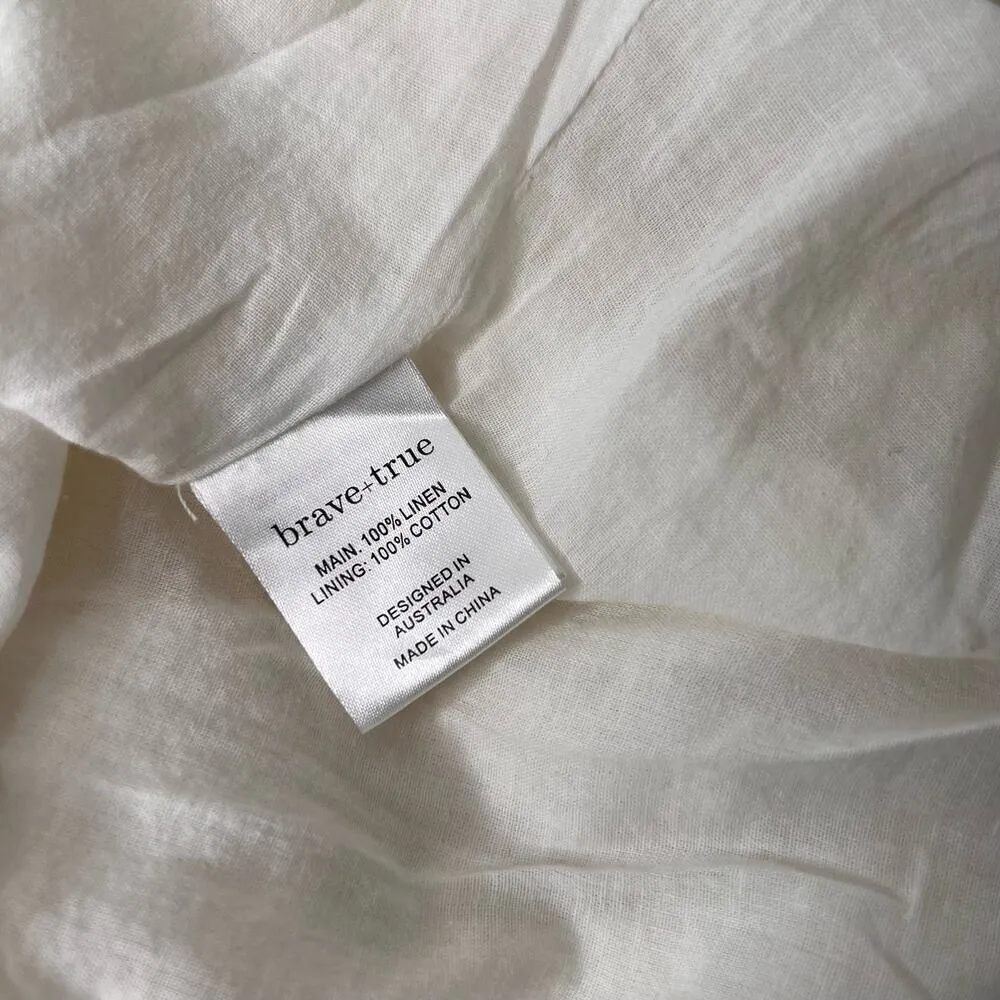 brave+true
MAIN: 100% LINEN
LINING: 100% COTTON
DESIGNED IN
AUSTRALIA
MADE IN CHINA